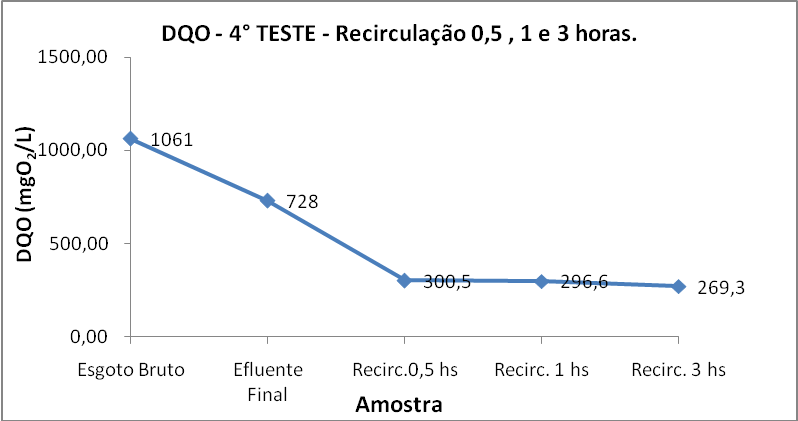 DQO - 4° TESTE - Recirculação 0,5 , 1 e 3 horas.
DQO (mgO₂/L)
1500,00
1000,00
500,00
0,00
1061
728
300,5
296,6
269,3
Esgoto Bruto
Efluente
Final
Recirc.0,5 hs
Recirc. 1 hs
Recirc. 3 hs
Amostra